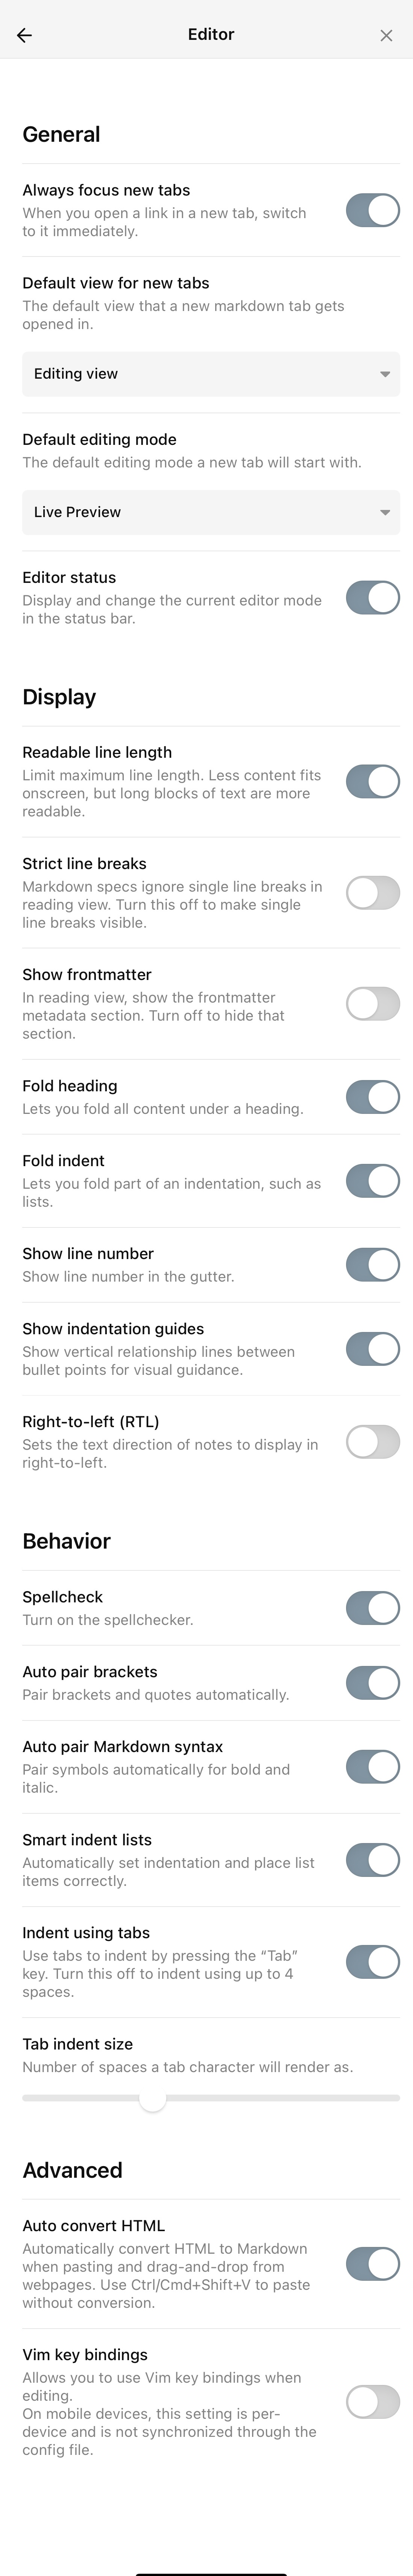 Editor
General
Always focus new tabs
When you open a link in a new tab, switch
to it immediately.
Default view for new tabs
The default view that a new markdown tab gets
opened in.
Editing view
Default editing mode
The default editing mode a new tab will start with.
Live Preview
Editor status
Display and change the current editor mode
in the status bar.
Display
Readable line length
Limit maximum line length. Less content fits
onscreen, but long blocks of text are more
readable.
Strict line breaks
Markdown specs ignore single line breaks in
reading view. Turn this off to make single
line breaks visible.
Show frontmatter
In reading view, show the frontmatter
metadata section. Turn off to hide that
section.
Fold heading
Lets you fold all content under a heading.
Fold indent
Lets you fold part of an indentation, such as
lists.
Show line number
Show line number in the gutter.
Show indentation guides
Show vertical relationship lines between
bullet points for visual guidance.
Right-to-left (RTL)
Sets the text direction of notes to display in
right-to-left.
Behavior
Spellcheck
Turn on the spellchecker.
Auto pair brackets
Pair brackets and quotes automatically.
Auto pair Markdown syntax
Pair symbols automatically for bold and
italic.
Smart indent lists
Automatically set indentation and place list
items correctly.
Indent using tabs
Use tabs to indent by pressing the “Tab”
key. Turn this off to indent using up to 4
spaces.
Tab indent size
Number of spaces a tab character will render as.
Advanced
Auto convert HTML
Automatically convert HTML to Markdown
when pasting and drag-and-drop from
webpages. Use Ctrl/Cmd+Shift+V to paste
without conversion.
Vim key bindings
Allows you to use Vim key bindings when
editing.
On mobile devices, this setting is per-
device and is not synchronized through the
config file.